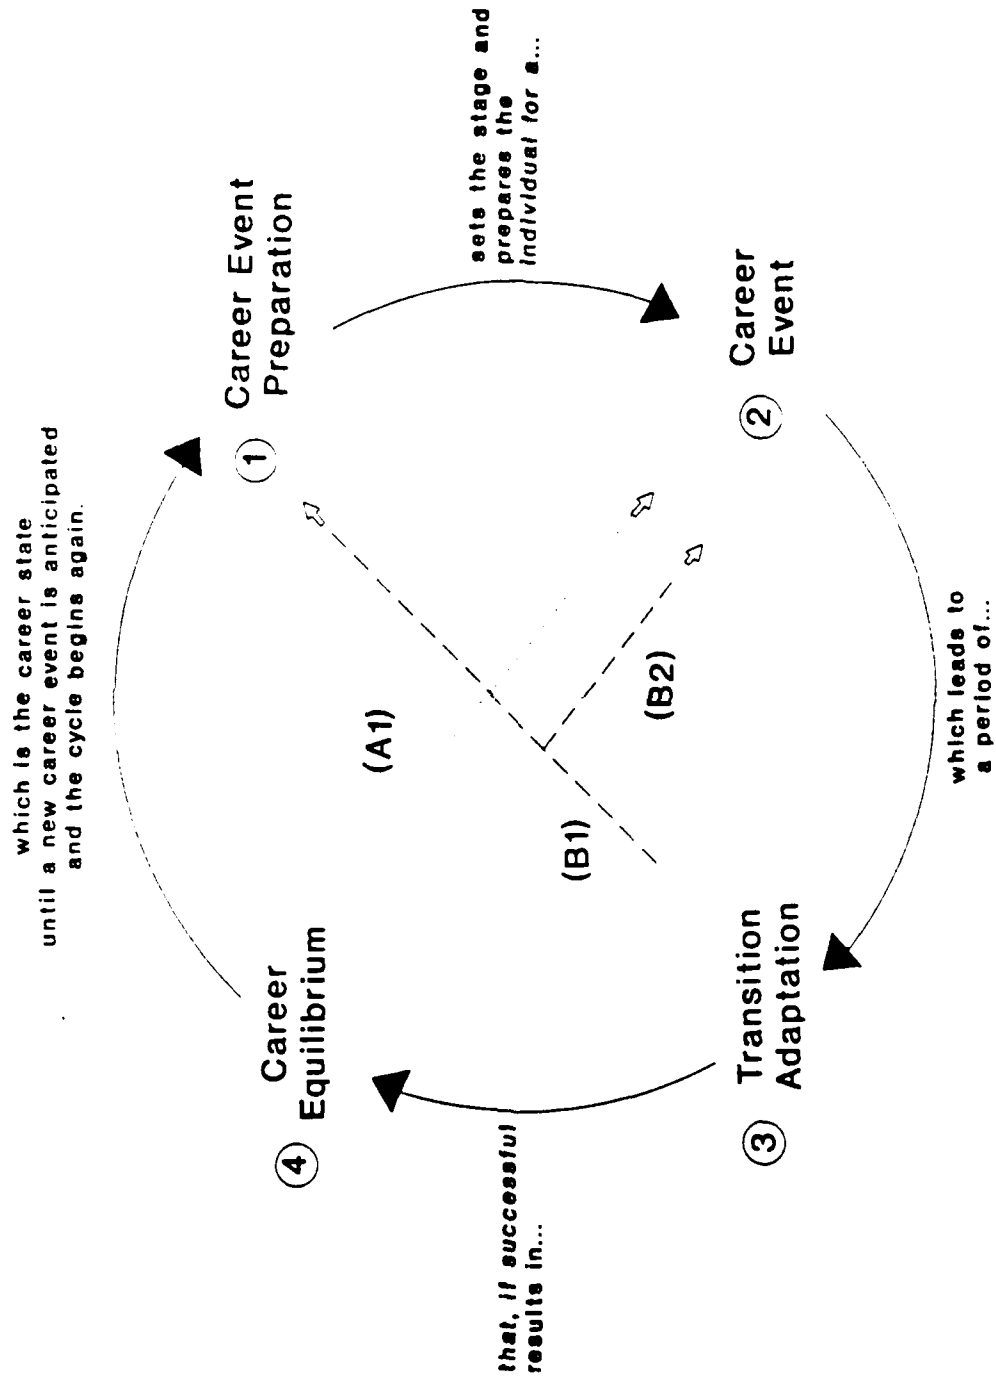 which is the career state
until a new career event is anticipated
and the cycle begins again.
1
Career Event
Preparation
sets the stage and
prepares the
individual for a...
2
Career
Event
which leads to
a period of...
3
Transition
Adaptation
that, if successful
results in...
4
Career
Equilibrium
(A1)
(B1)
(B2)